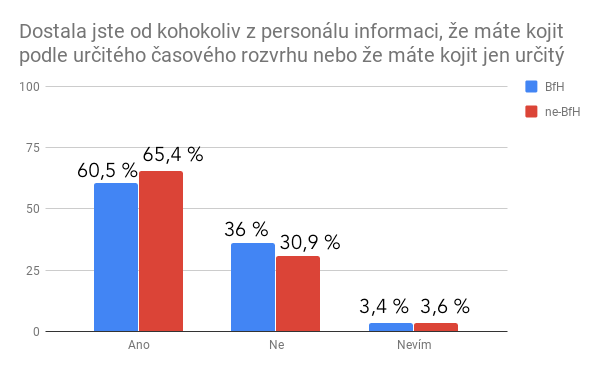 Dostala jste od kohokoliv z personálu informaci, že máte kojit
podle určitého časového rozvrhu nebo že máte kojit jen určitý
100
75
50
25
0
60,5 %
65,4 %
36 %
30,9 %
3,4 %
3,6 %
Ano
Ne
Nevím
BfH
ne-BfH